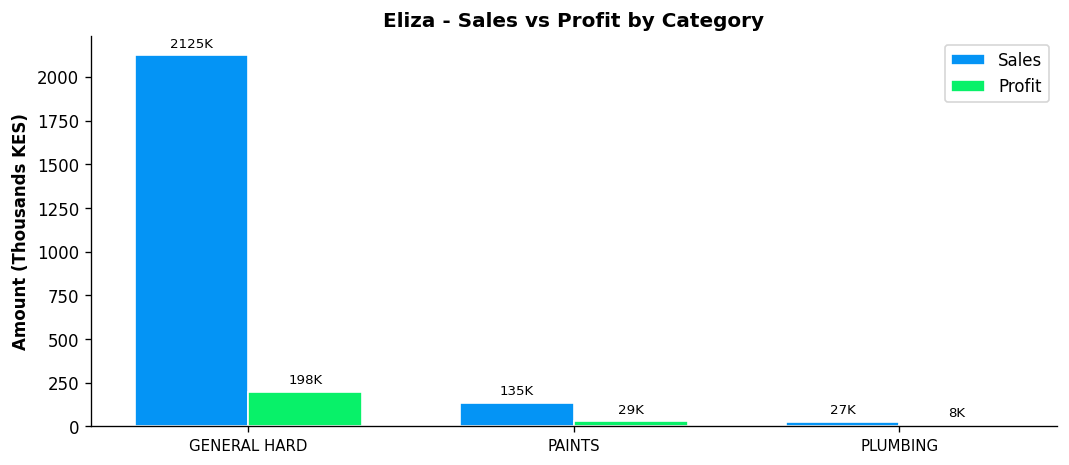 Eliza - Sales vs Profit by Category
Amount (Thousands KES)
2000
1750
1500
1250
1000
750
500
250
0
2125K
198K
135K
29K
27K
8K
GENERAL HARD
PAINTS
PLUMBING
Sales
Profit